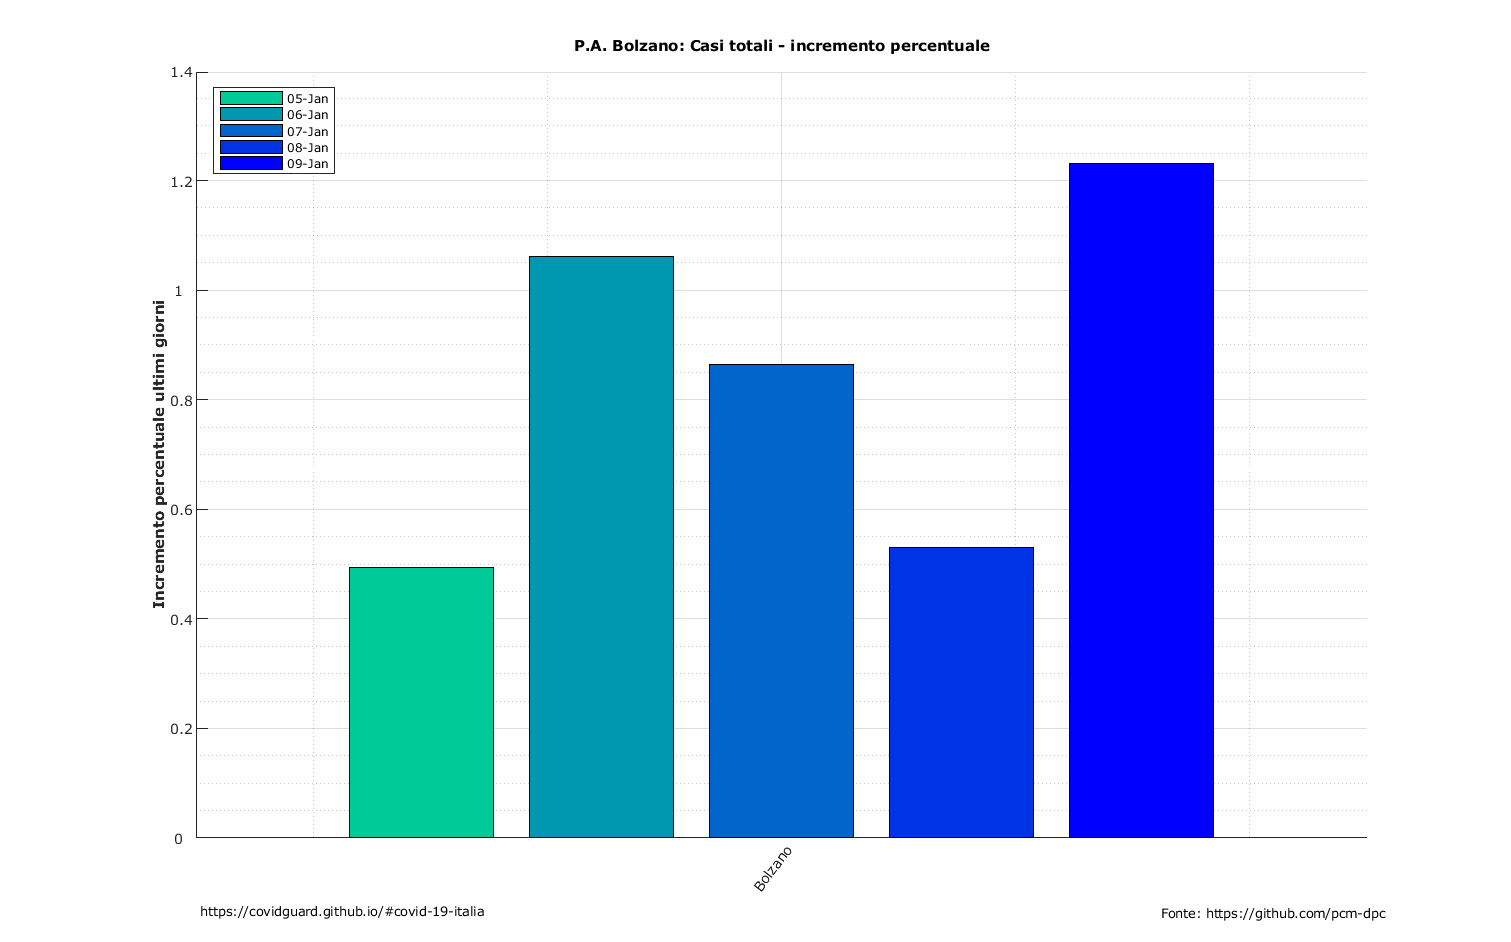 P.A. Bolzano: Casi totali - incremento percentuale
05-Jan
06-Jan
07-Jan
08-Jan
09-Jan
1.4
1.2
1
0.8
0.6
0.4
0.2
0
Incremento percentuale ultimi giorni
Bolzano
https://covidguard.github.io/#covid-19-italia
Fonte: https://github.com/pcm-dpc